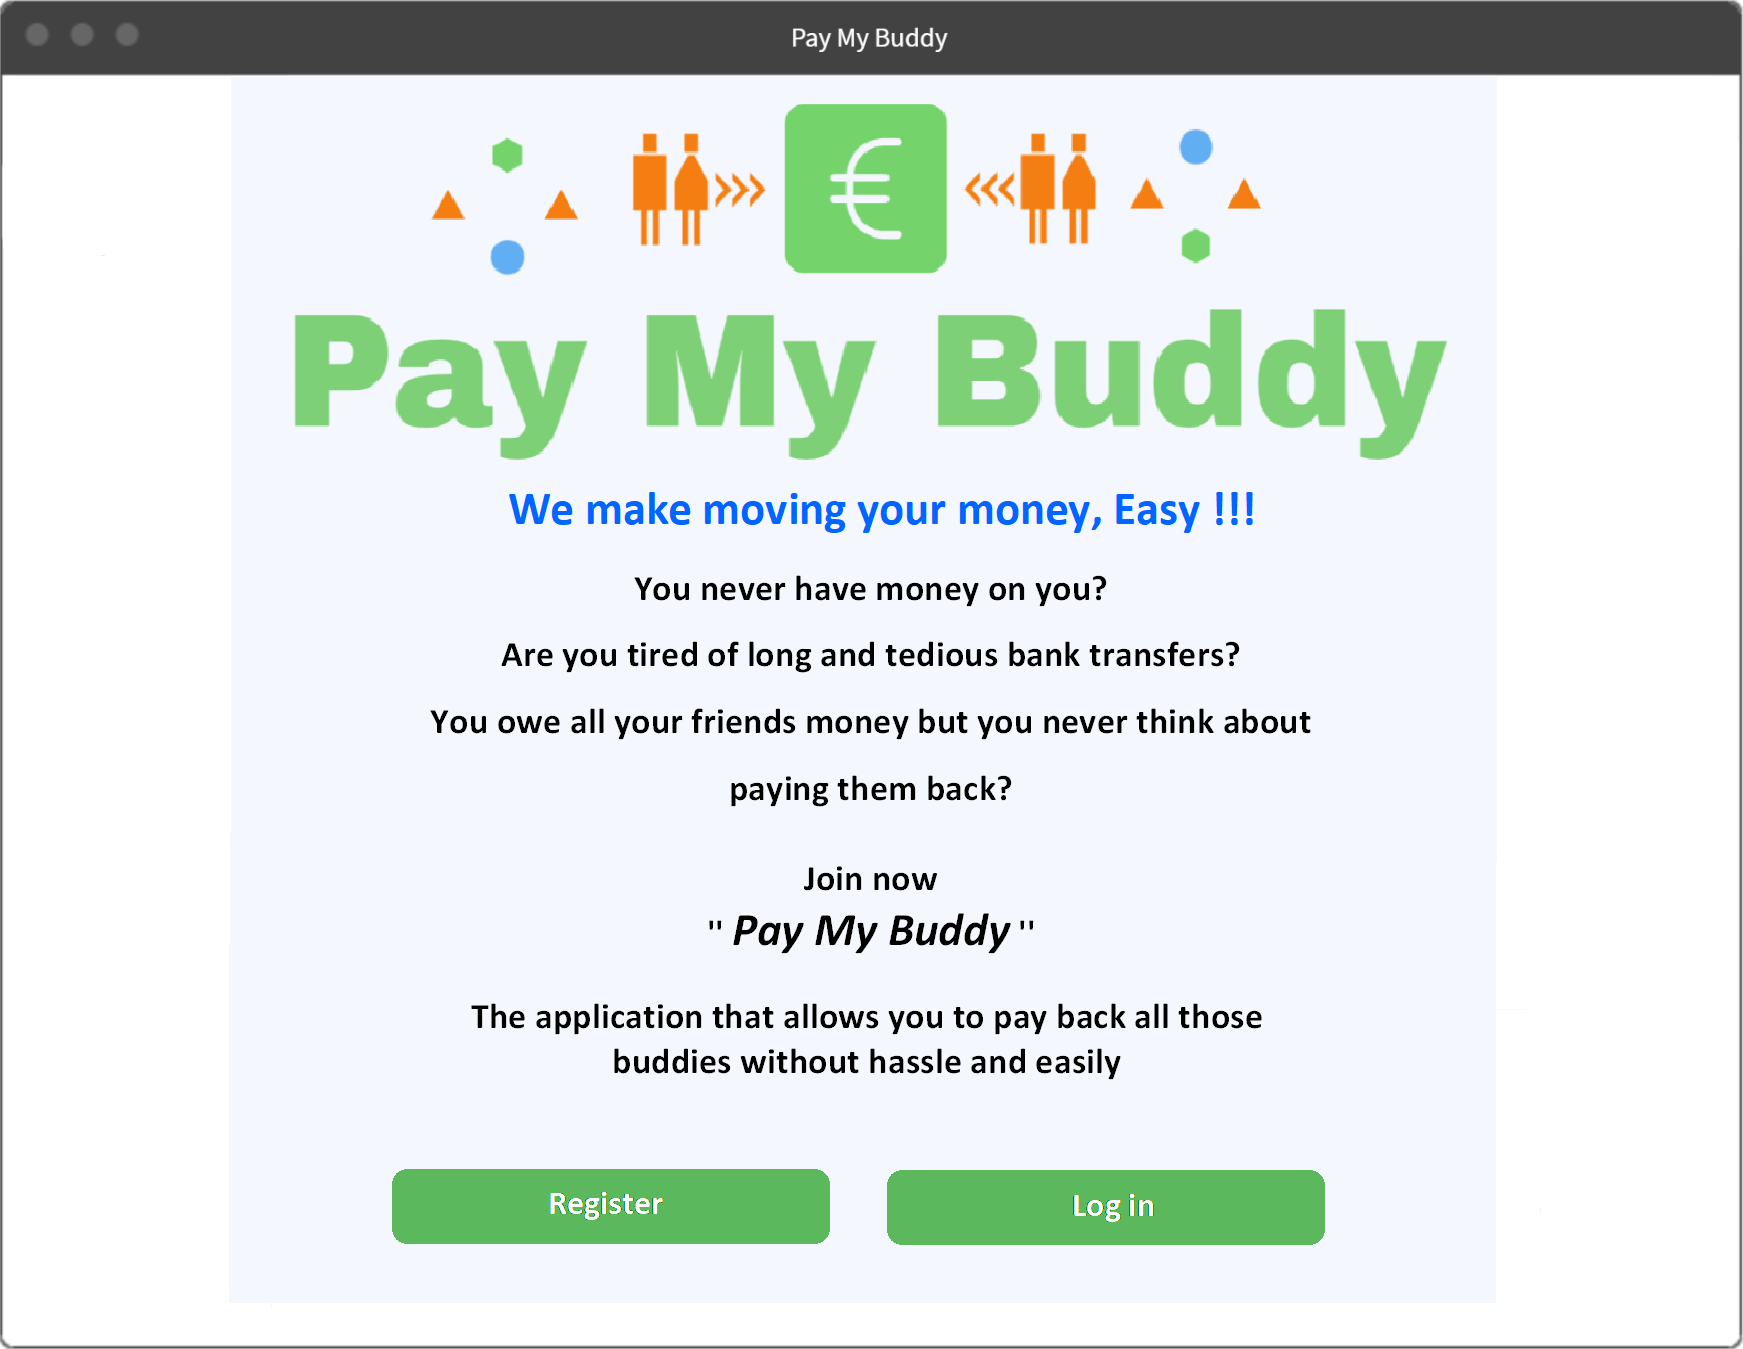 Pay My Buddy
€
Pay My Buddy
We make moving your money, Easy !!!
You never have money on you?
Are you tired of long and tedious bank transfers?
You owe all your friends money but you never think about
paying them back?
Join now
" Pay My Buddy "
The application that allows you to pay back all those
buddies without hassle and easily
Register
Log in